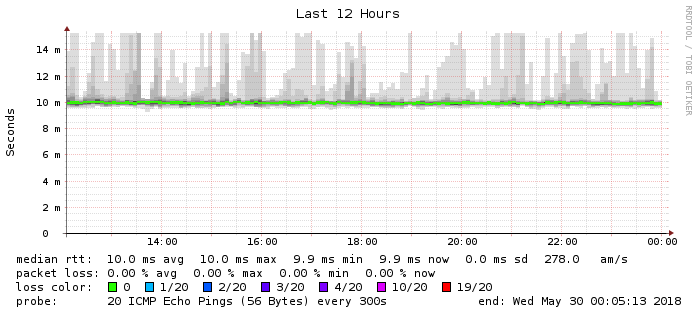 Last 12 Hours
RRDTOOL / TOBI OETIKER
Seconds
14 m
12 m
10 m
8 m
6 m
4 m
2 m
0
14:00 16:00 18:00 20:00 22:00 00:00
median rtt: 10.0 ms avg 10.0 ms max 9.9 ms min 9.9 ms now 0.0 ms sd 278.0 am/s
packet loss: 0.00 % avg 0.00 % max 0.00 % min 0.00 % now
loss color: 0 1/20 2/20 3/20 4/20 10/20 19/20
probe: 20 ICMP Echo Pings (56 Bytes) every 300s end: Wed May 30 00:05:13 2018